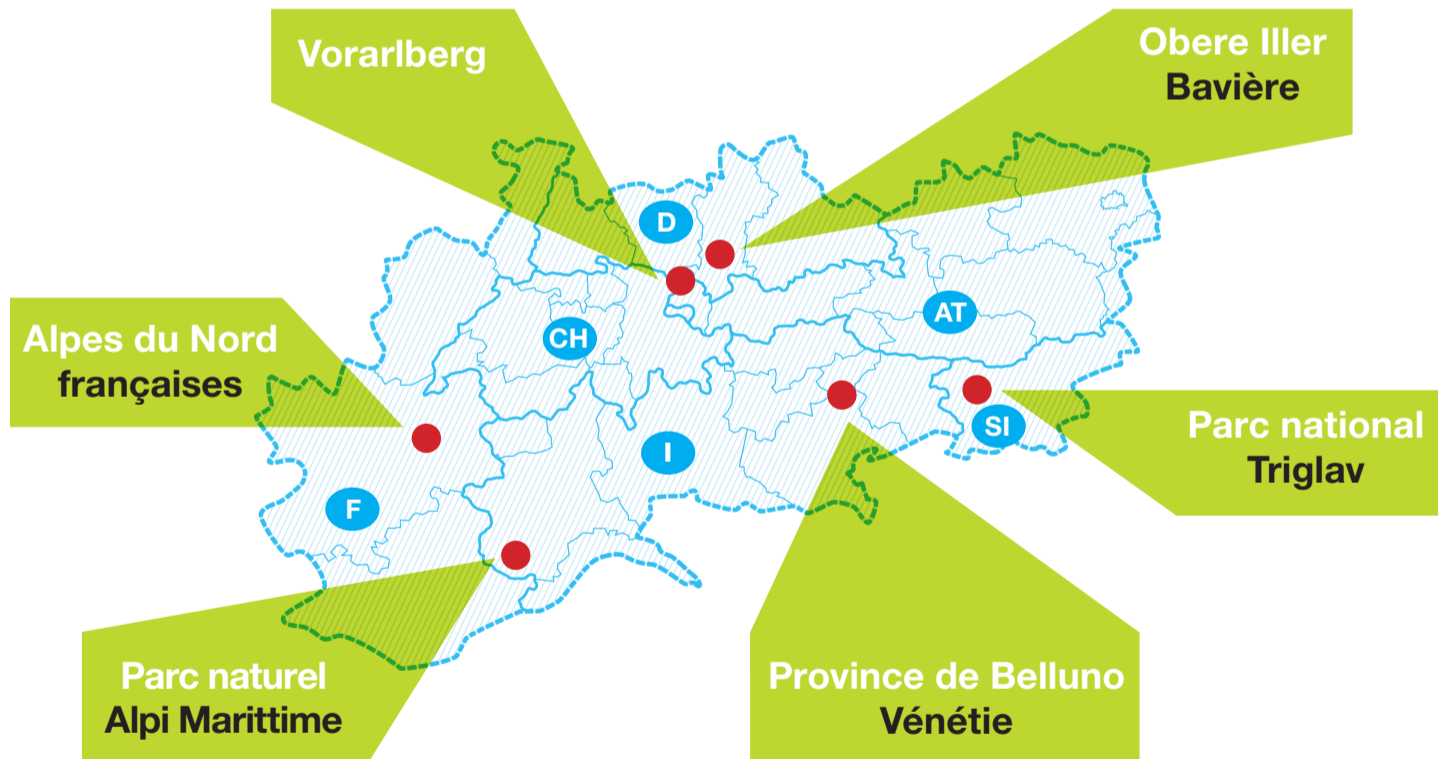 Vorarlberg
Obere Iller
Bavière
D
AT
CH
Alpes du Nord
françaises
SI
Parc national
Triglav
I
F
Parc naturel
Alpi Marittime
Province de Belluno
Vénétie